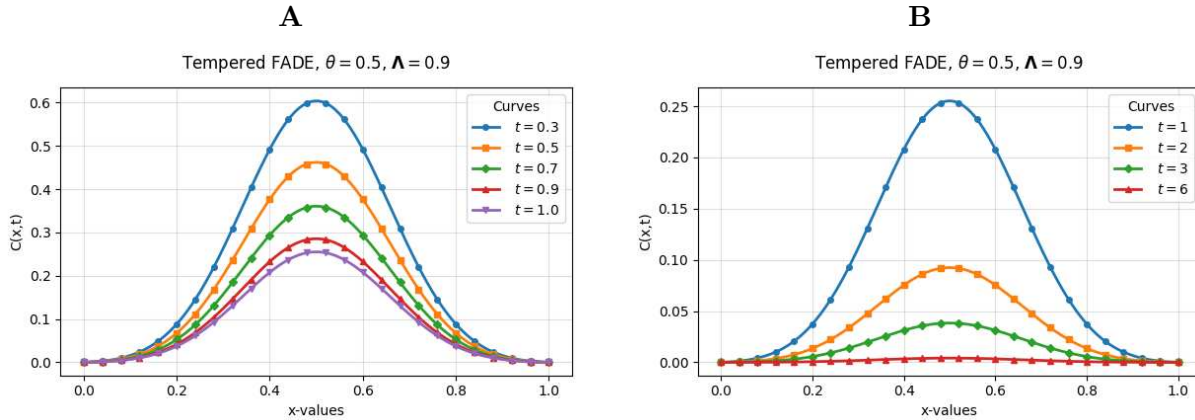 A
Tempered FADE, θ = 0.5, Λ = 0.9
C(x,t)
0.6
0.5
0.4
0.3
0.2
0.1
0.0
Curves
t = 0.3
t = 0.5
t = 0.7
t = 0.9
t = 1.0
0.0 0.2 0.4 0.6 0.8 1.0
x-values
B
Tempered FADE, θ = 0.5, Λ = 0.9
C(x,t)
0.25
0.20
0.15
0.10
0.05
0.00
Curves
t = 1
t = 2
t = 3
t = 6
0.0 0.2 0.4 0.6 0.8 1.0
x-values